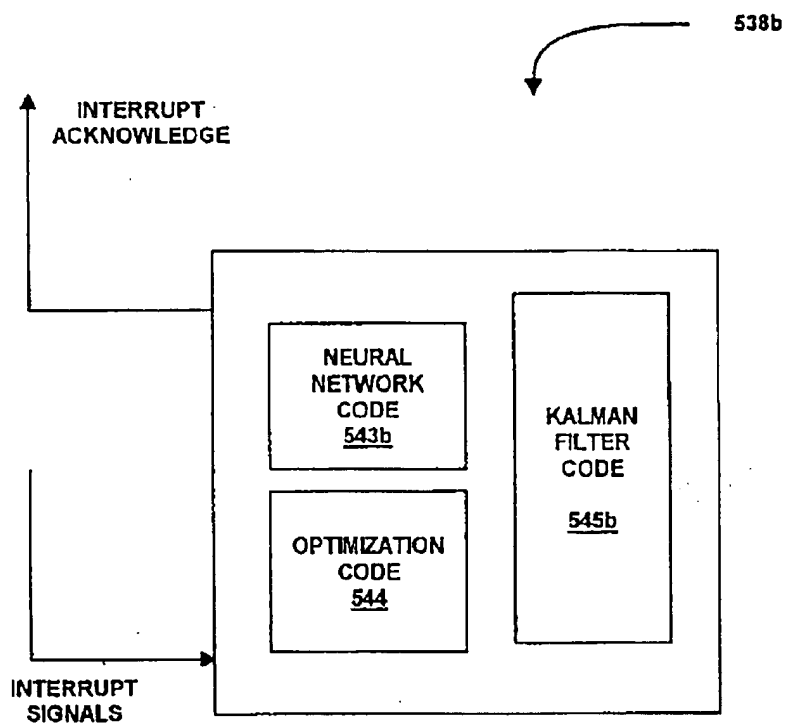 538b
INTERRUPT
ACKNOWLEDGE
NEURAL
NETWORK
CODE
543b
KALMAN
FILTER
CODE
545b
OPTIMIZATION
CODE
544
INTERRUPT
SIGNALS